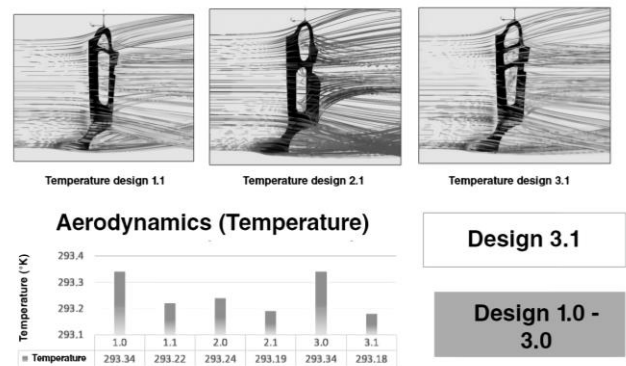 Temperature design 1.1
Temperature design 2.1
Temperature design 3.1
Aerodynamics (Temperature)
Temperature (°K)
293.4
293.3
293.2
293.1
1.0 1.1 2.0 2.1 3.0 3.1
Temperature 293.34 293.22 293.24 293.19 293.34 293.18
Design 3.1
Design 1.0 -
3.0